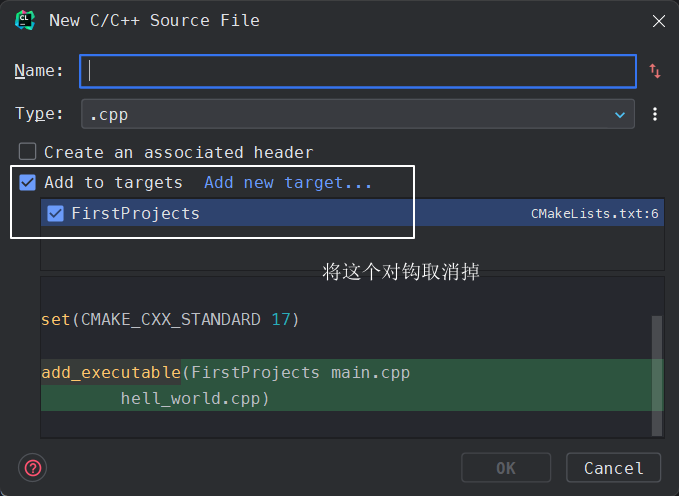 CL
New C/C++ Source File
Name:
Type: .cpp
Create an associated header
Add to targets Add new target...
FirstProjects CMakeLists.txt:6
将这个对钩取消掉
set(CMAKE_CXX_STANDARD 17)
add_executable(FirstProjects main.cpp
hell_world.cpp)
? OK Cancel